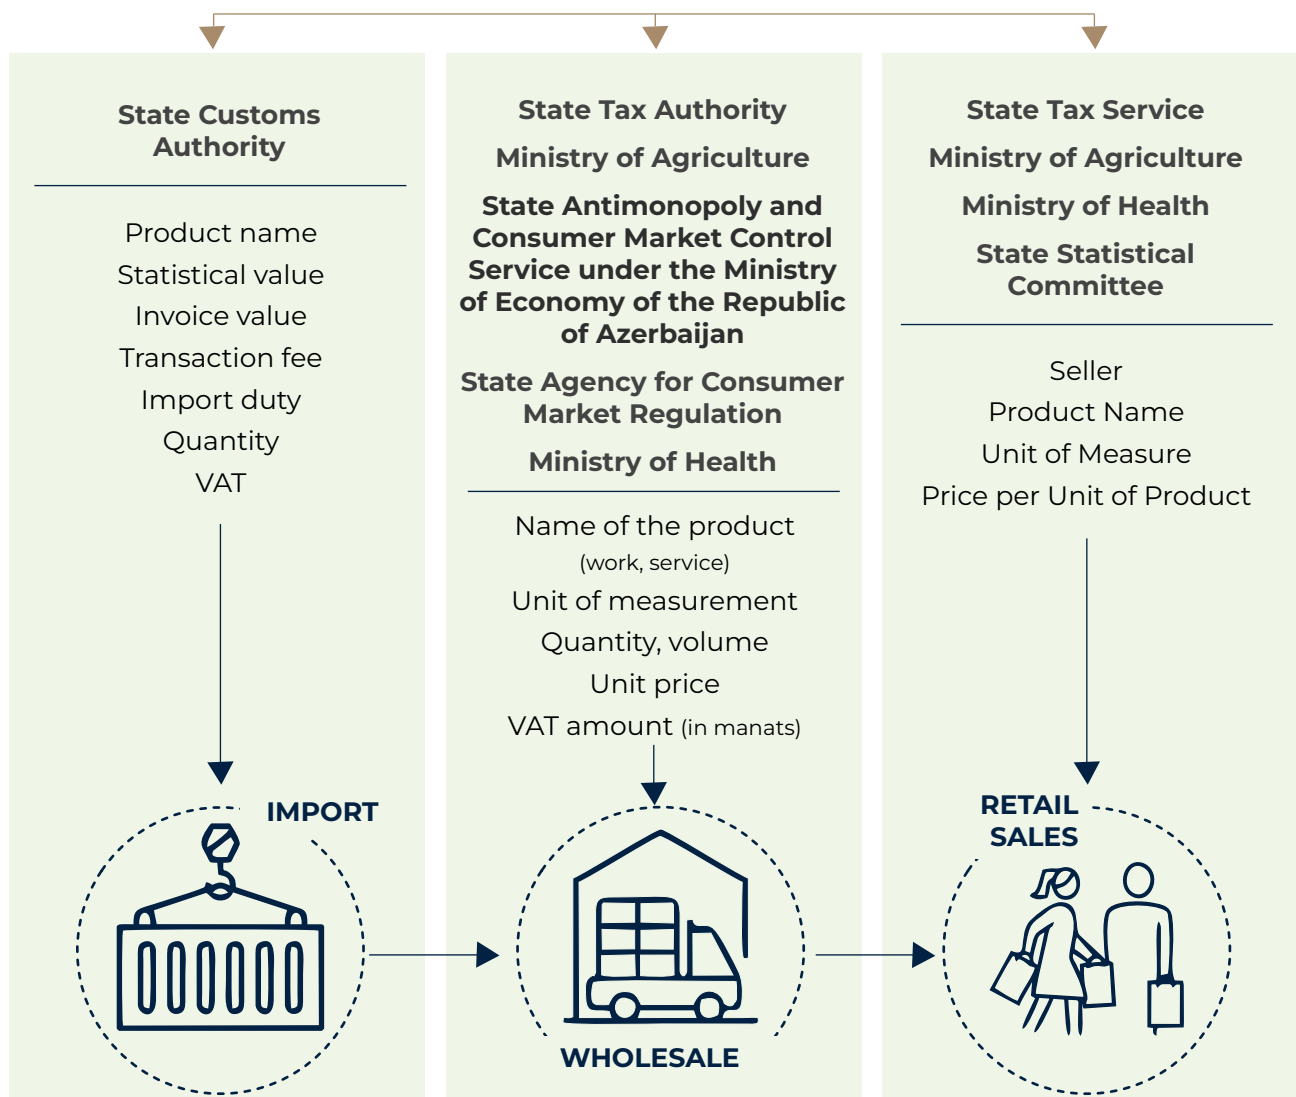 State Customs
Authority
Product name
Statistical value
Invoice value
Transaction fee
Import duty
Quantity
VAT
IMPORT
State Tax Authority
Ministry of Agriculture
State Antimonopoly and
Consumer Market Control
Service under the Ministry
of Economy of the Republic
of Azerbaijan
State Agency for Consumer
Market Regulation
Ministry of Health
Name of the product
(work, service)
Unit of measurement
Quantity, volume
Unit price
VAT amount (in manats)
WHOLESALE
State Tax Service
Ministry of Agriculture
Ministry of Health
State Statistical
Committee
Seller
Product Name
Unit of Measure
Price per Unit of Product
RETAIL
SALES